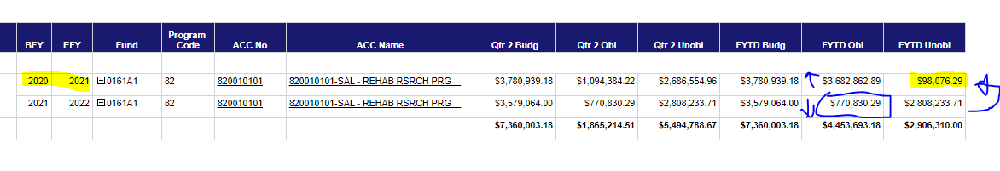 BFY EFY Fund Program Code ACC No ACC Name Qtr 2 Budg Qtr 2 Obl Qtr 2 Unobl FYTD Budg FYTD Obl FYTD Unobl
2020 2021 0161A1 82 820010101 820010101-SAL - REHAB RSRCH PRG $3,780,939.18 $1,094,384.22 $2,686,554.96 $3,780,939.18 $3,682,862.89 $98,076.29
2021 2022 0161A1 82 820010101 820010101-SAL - REHAB RSRCH PRG $3,579,064.00 $770,830.29 $2,808,233.71 $3,579,064.00 $770,830.29 $2,808,233.71
$7,360,003.18 $1,865,214.51 $5,494,788.67 $7,360,003.18 $4,453,693.18 $2,906,310.00